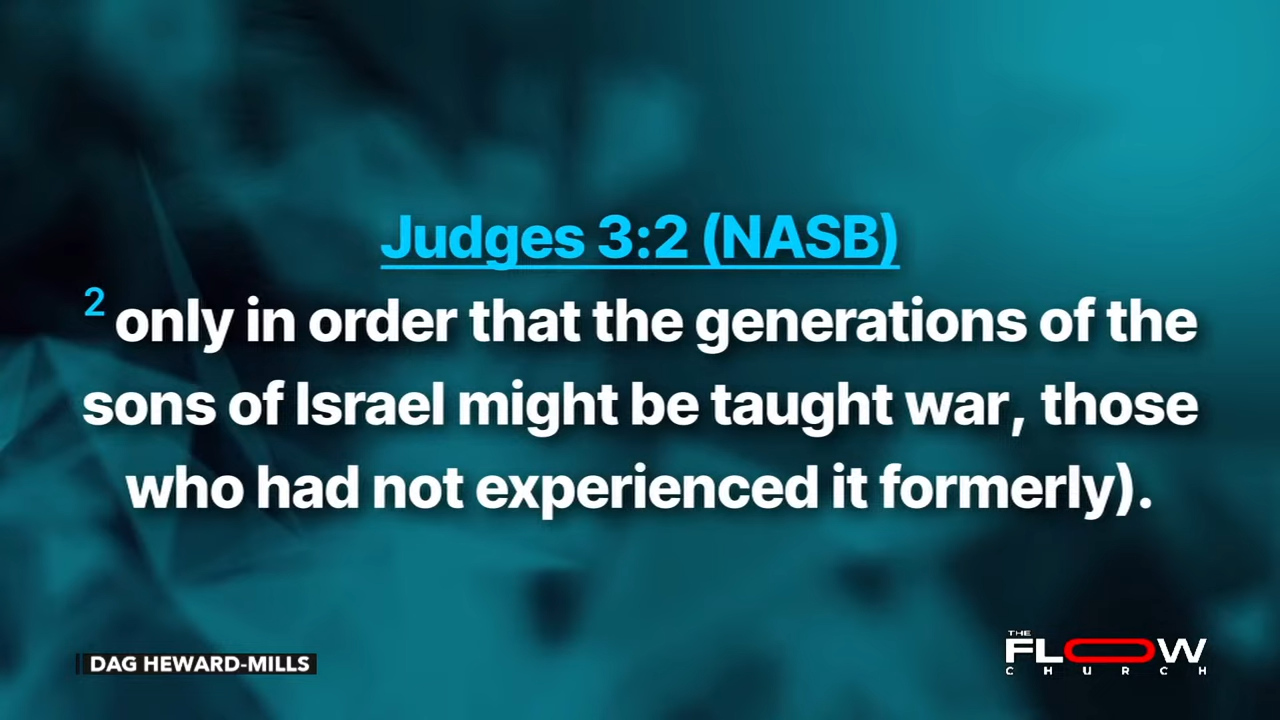 Judges 3:2 (NASB)
2 only in order that the generations of the
sons of Israel might be taught war, those
who had not experienced it formerly).
DAG HEWARD-MILLS
THE
FLOW
CHURCH